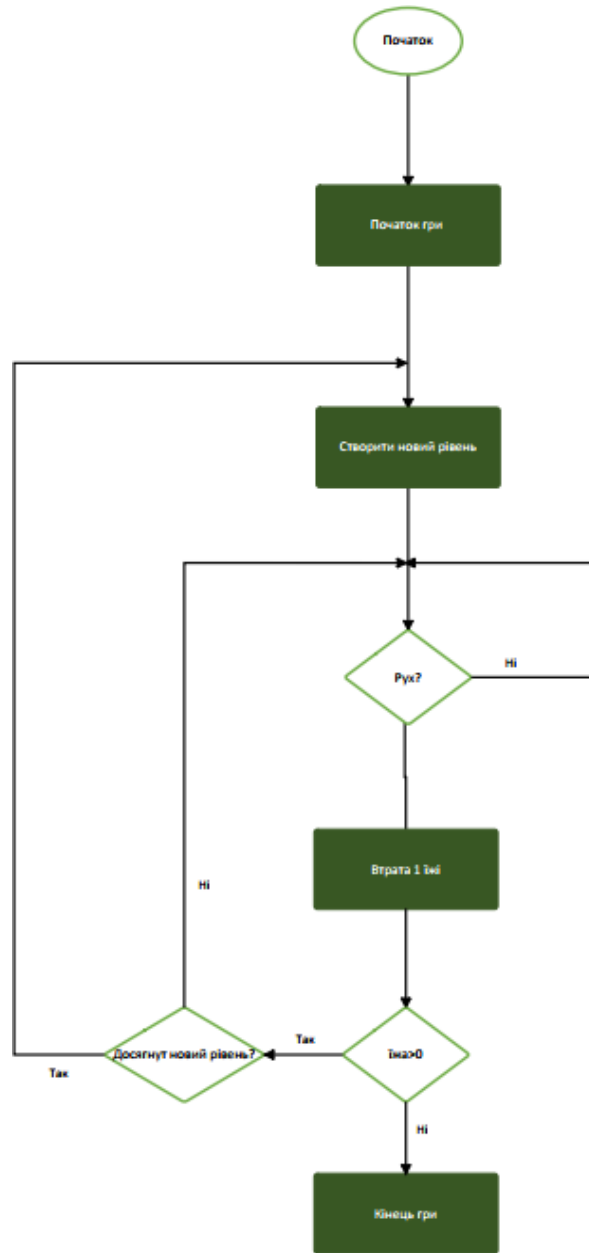 Початок
Початок гри
Створити новий рівень
Рух?
Ні
Втрата 1 їжі
Ні
Досягнут новий рівень?
Так
їжа>0
Так
Ні
Кінець гри